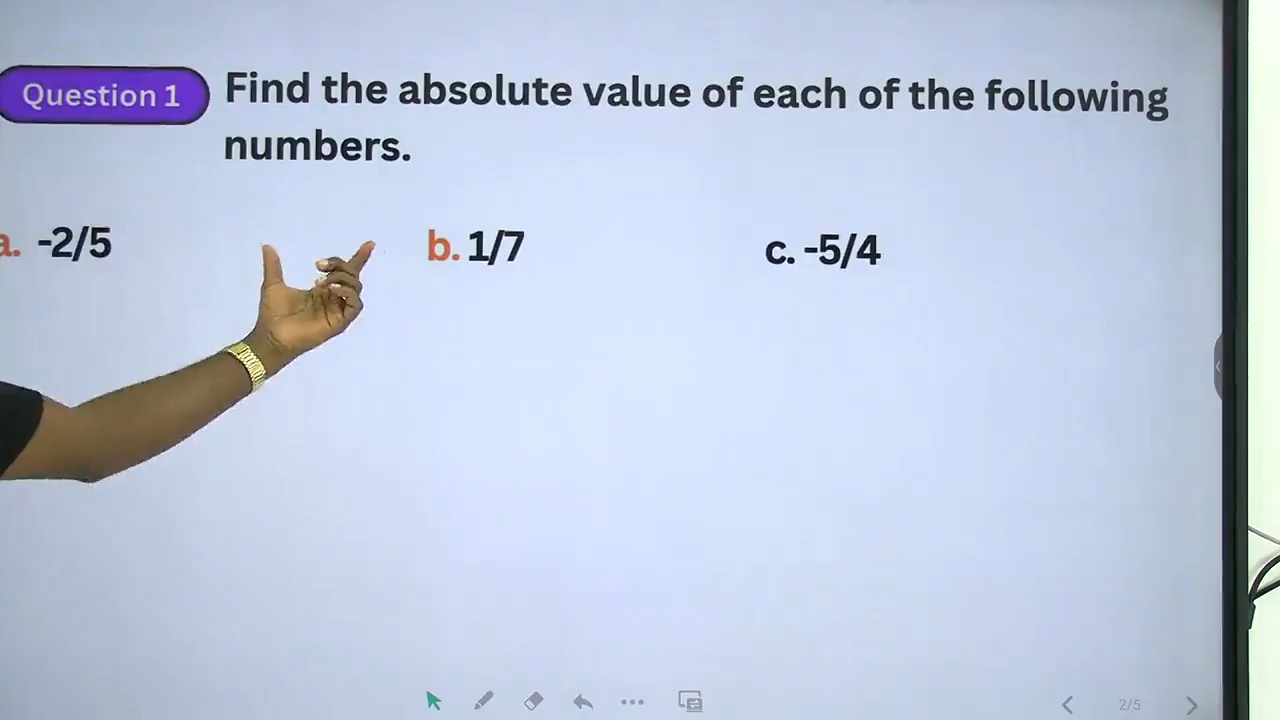 Question 1
Find the absolute value of each of the following
numbers.
a. -2/5
b. 1/7
c. -5/4
2/5